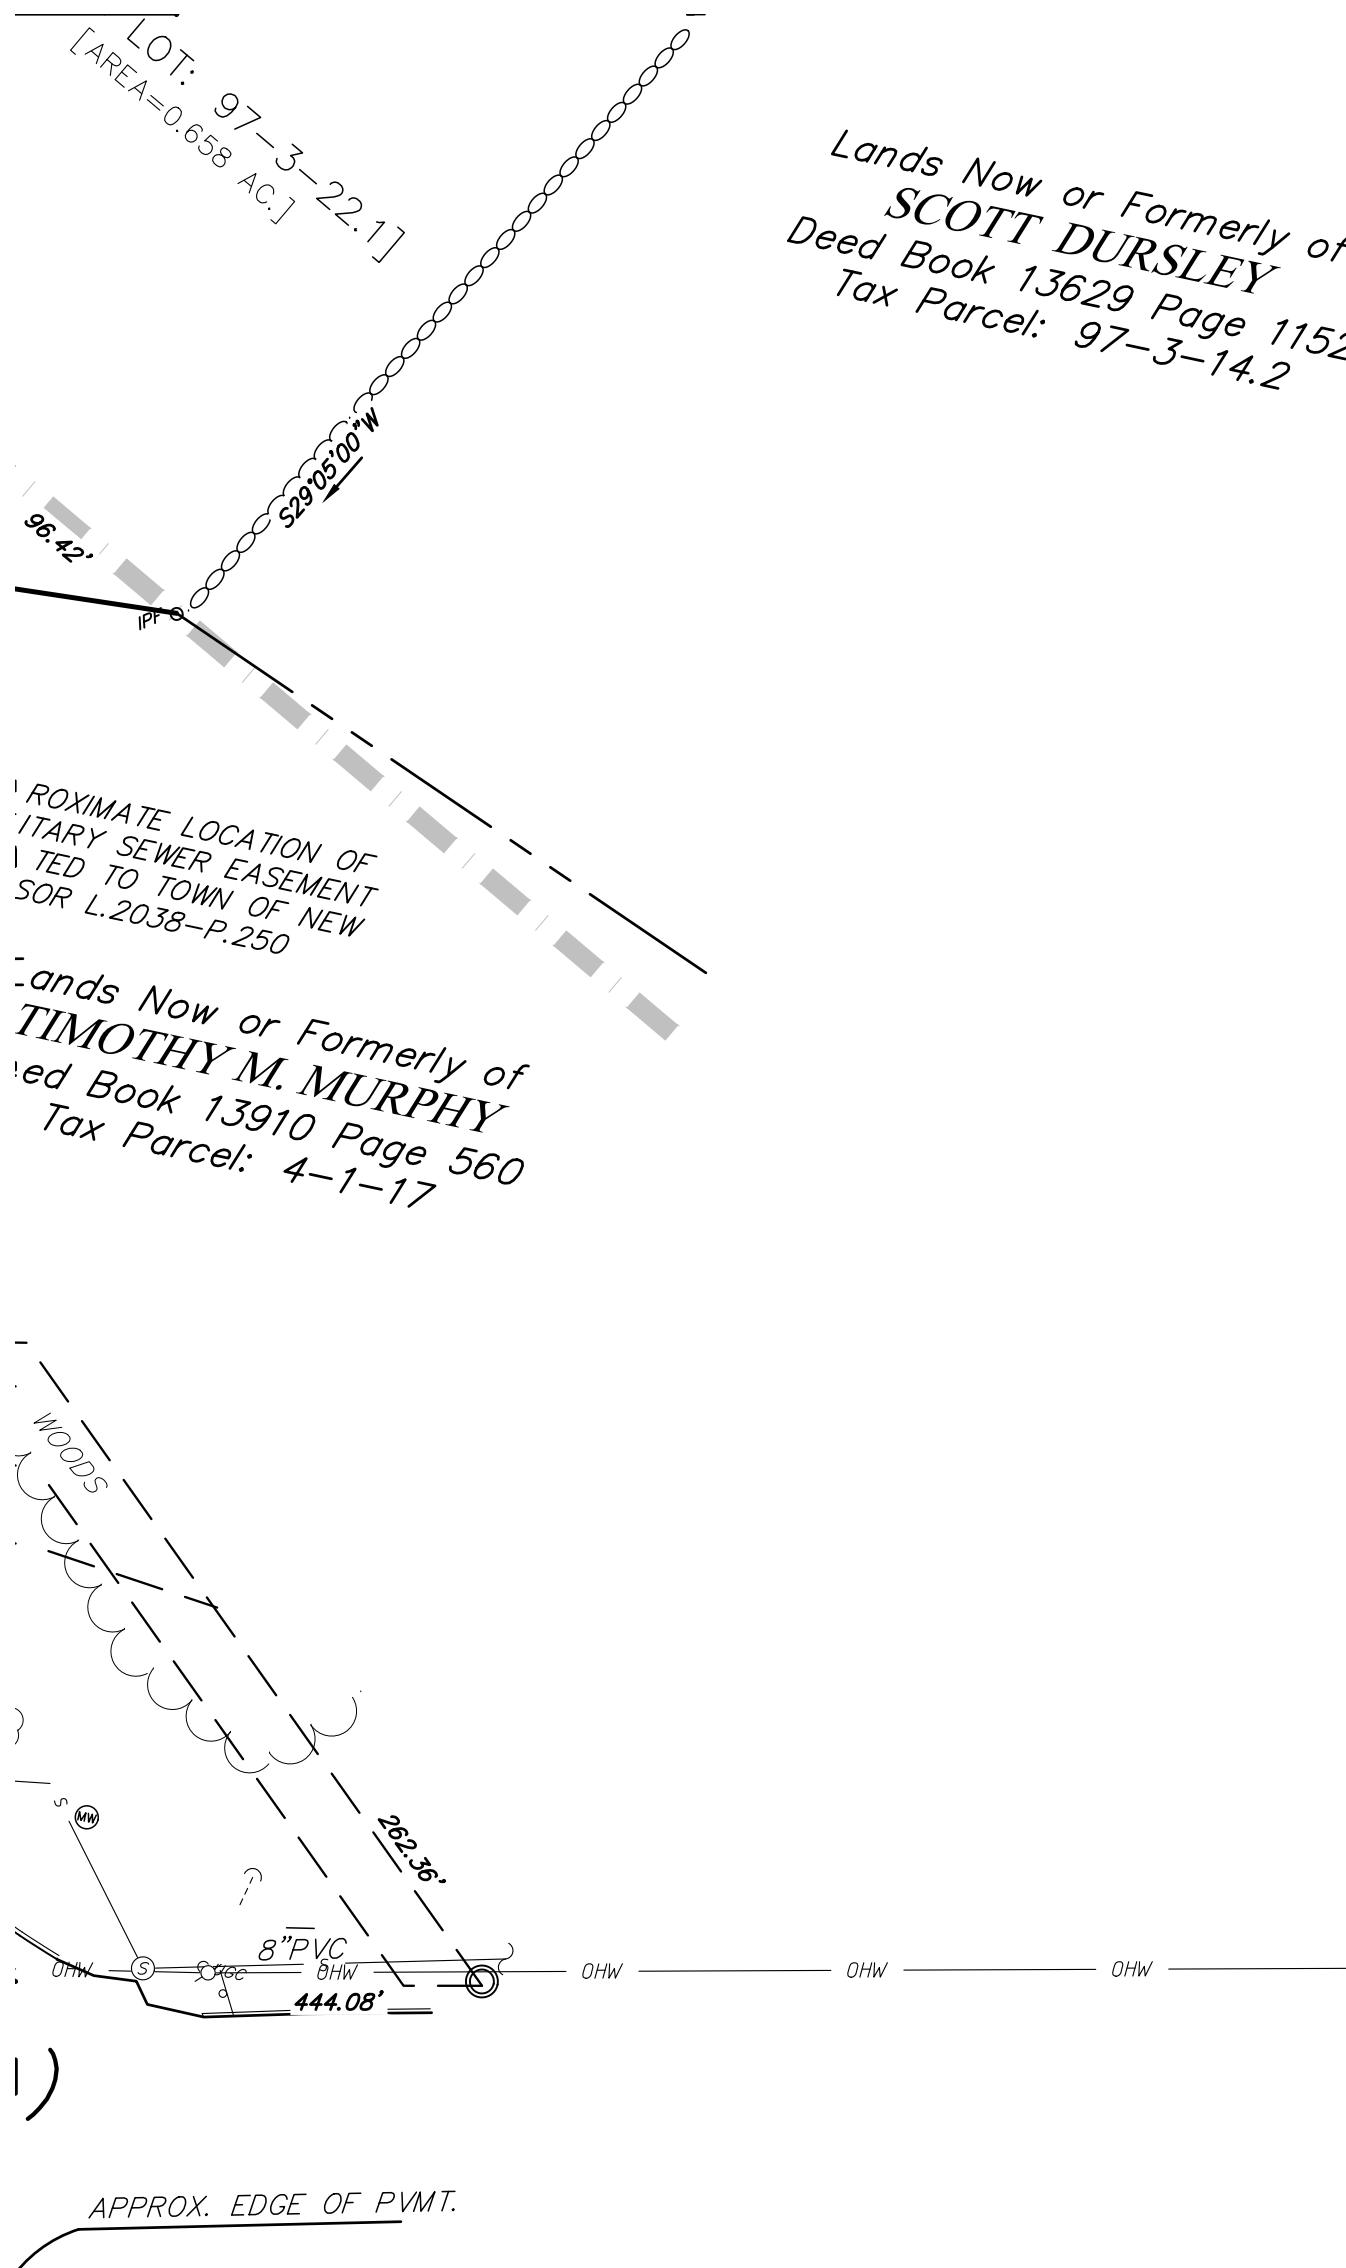 LOT: 97-3-22.1]
[AREA=0.658 AC.]
Lands Now or Formerly of
SCOTT DURSLEY
Deed Book 13629 Page 1152
Tax Parcel: 97-3-14.2
S29°05'00"W
96.42'
IPF
ROXIMATE LOCATION OF
ITARY SEWER EASEMENT
TED TO TOWN OF NEW
SOR L.2038-P.250
Lands Now or Formerly of
TIMOTHY M. MURPHY
eed Book 13910 Page 560
Tax Parcel: 4-1-17
WOODS
S
MW
262.36'
8"PVC
OHW
S
UGC
S
OHW
OHW
OHW
OHW
444.08'
)
APPROX. EDGE OF PVMT.